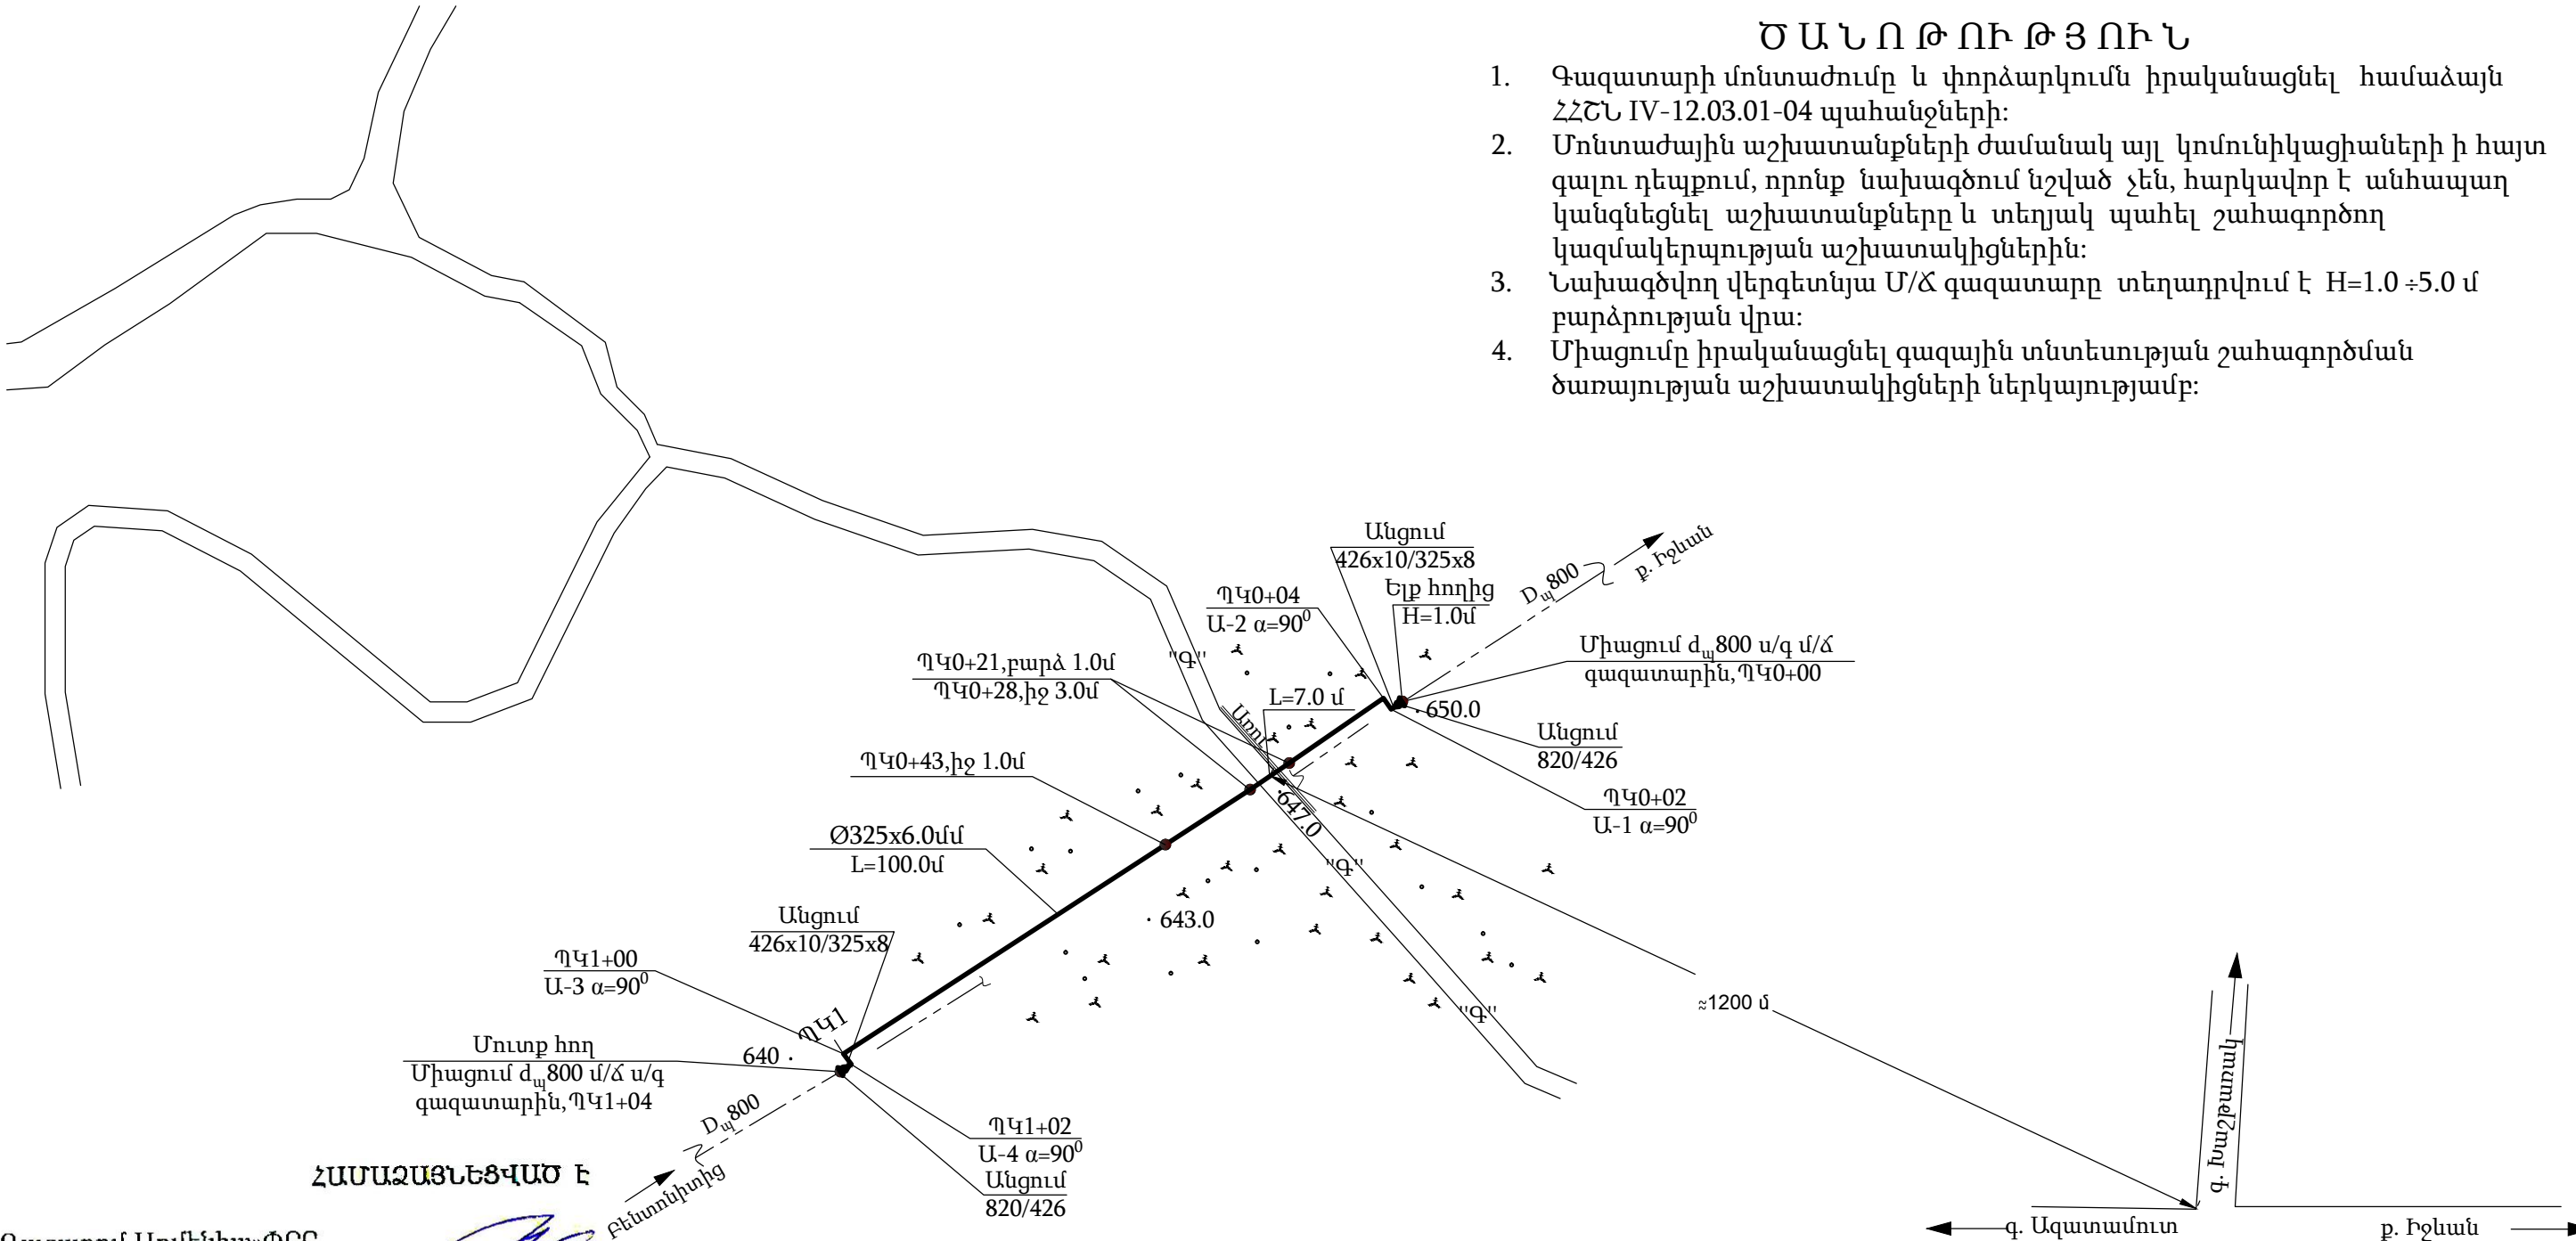 ԾԱՆՈԹՈՒԹՅՈՒՆ
1. Գազատարի մոնտաժումը և փորձարկումն իրականացնել համաձայն
ՀՀՇՆ IV-12.03.01-04 պահանջների:
2. Մոնտաժային աշխատանքների ժամանակ այլ կոմունիկացիաների ի հայտ
գալու դեպքում, որոնք նախագծում նշված չեն, հարկավոր է անհապաղ
կանգնեցնել աշխատանքները և տեղյակ պահել շահագործող
կազմակերպության աշխատակիցներին:
3. Նախագծվող վերգետնյա Մ/Ճ գազատարը տեղադրվում է H=1.0 ÷5.0 մ
բարձրության վրա:
4. Միացումը իրականացնել գազային տնտեսության շահագործման
ծառայության աշխատակիցների ներկայությամբ:
Անցում
426x10/325x8
Ելք հողից
H=1.0մ
Dպ800
ք. Իջևան
ՊԿ0+04
Ա-2 α=90⁰
Միացում dպ800 ս/գ մ/ճ
գազատարին,ՊԿ0+00
ՊԿ0+21,բարձ 1.0մ
ՊԿ0+28,իջ 3.0մ
"Գ"
L=7.0 մ
Առու
650.0
Անցում
820/426
ՊԿ0+43,իջ 1.0մ
647.0
ՊԿ0+02
Ա-1 α=90⁰
Ø325x6.0մմ
L=100.0մ
"Գ"
643.0
Անցում
426x10/325x8
ՊԿ1+00
Ա-3 α=90⁰
"Գ"
≈1200 մ
ՊԿ1
640
Մուտք հող
Միացում dպ800 մ/ճ ս/գ
գազատարին,ՊԿ1+04
Dպ800
Բենտոնիտից
ՊԿ1+02
Ա-4 α=90⁰
Անցում
820/426
գ. Խաշթառակ
ՀԱՄԱՁԱՅՆԵՑՎԱԾ Է
գ. Ազատամուտ
ք. Իջևան